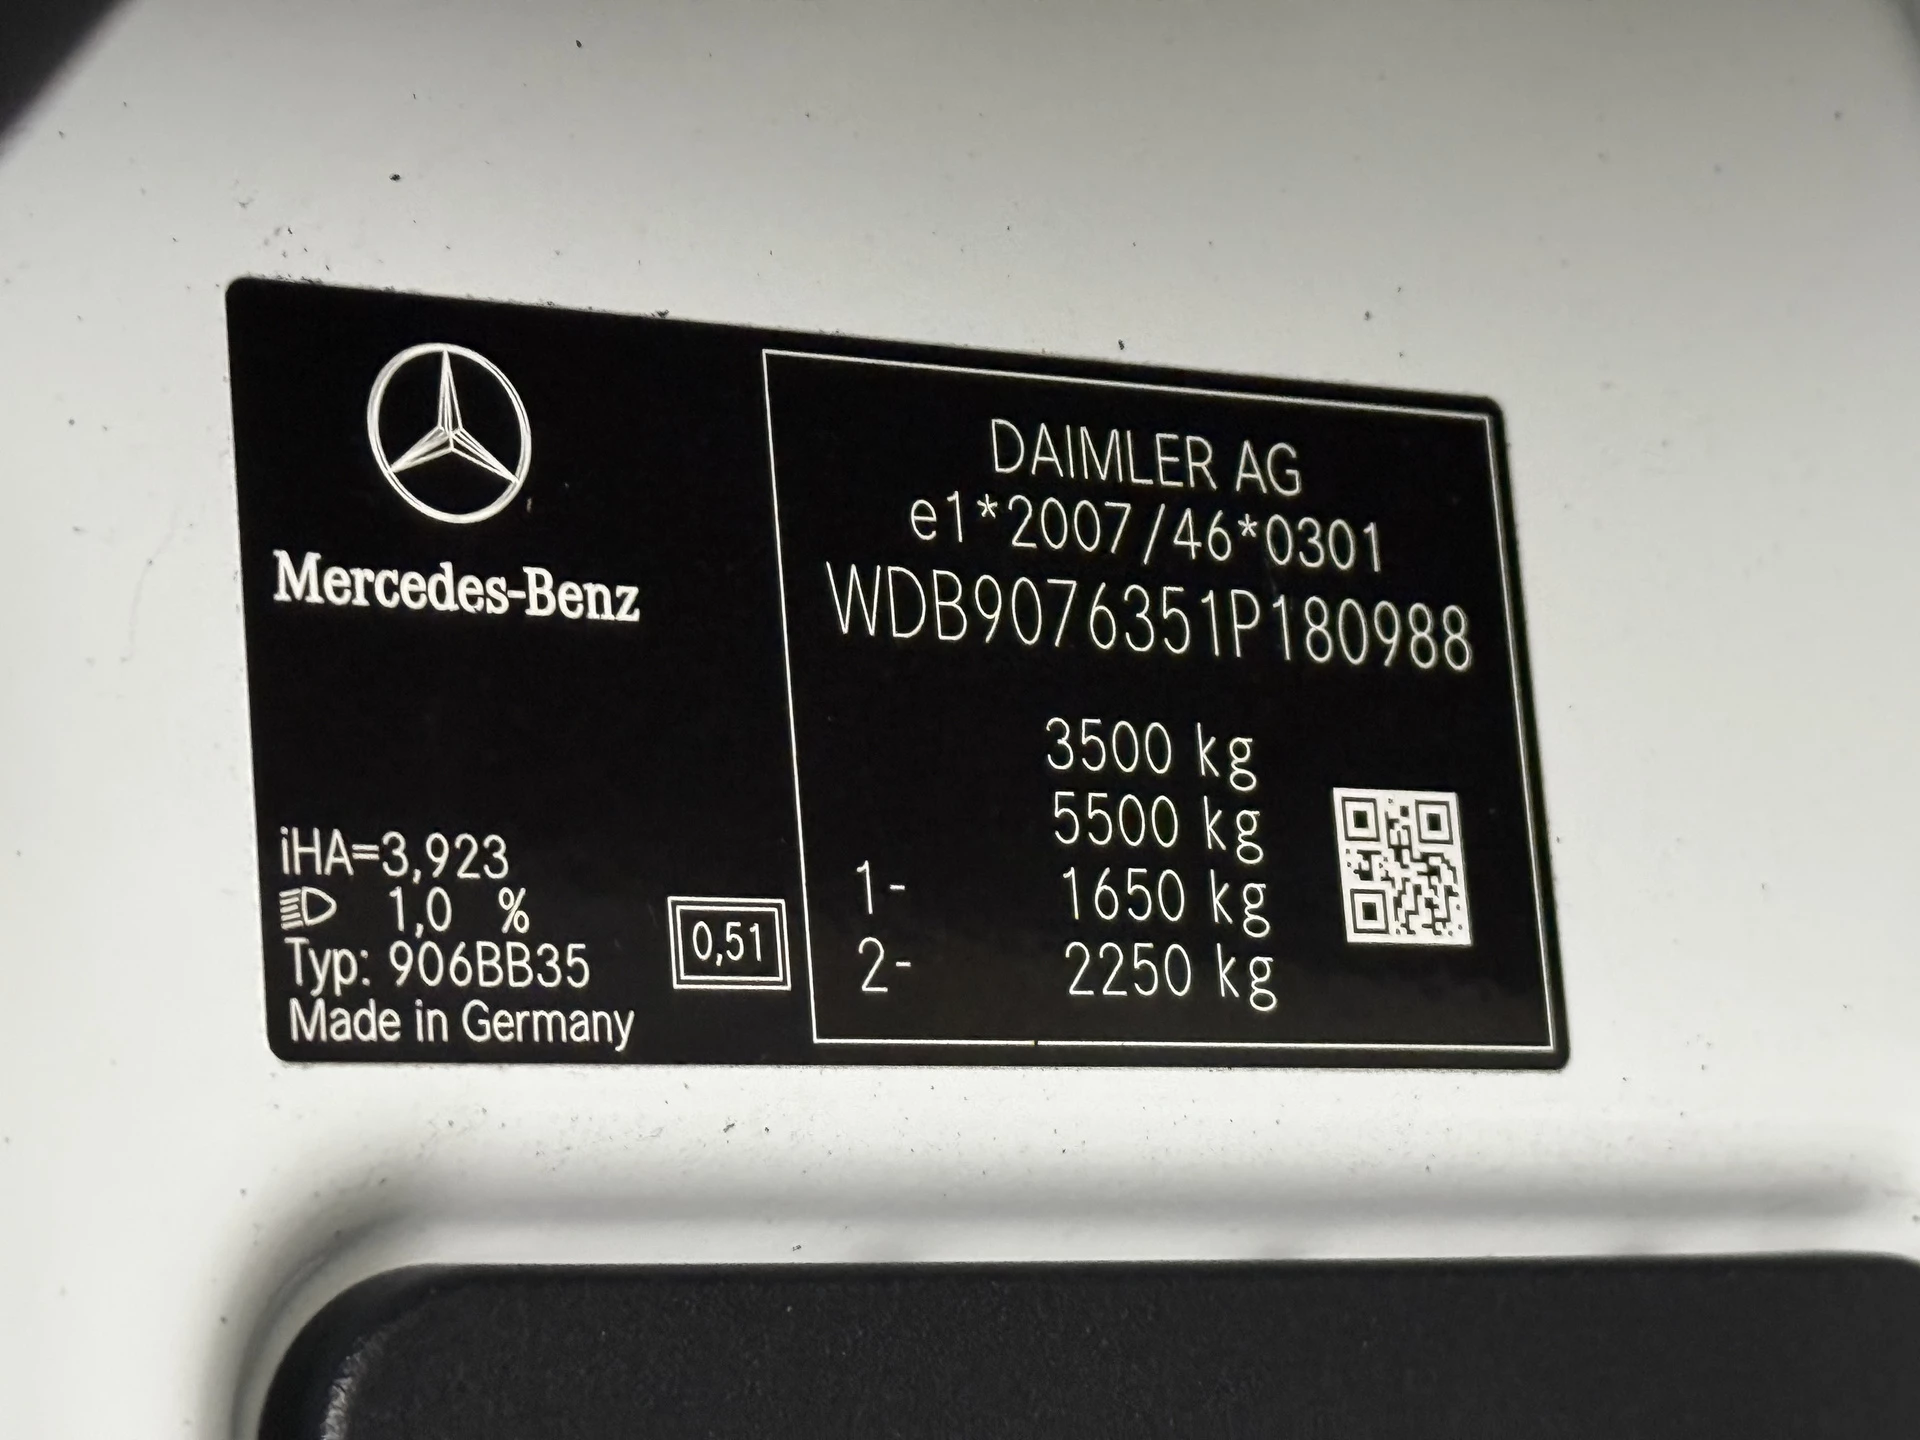 Mercedes-Benz
iHA=3,923
1,0 %
Typ: 906BB35
Made in Germany
0,51
DAIMLER AG
e1*2007/46*0301
WDB9076351P180988
3500 kg
5500 kg
1- 1650 kg
2- 2250 kg